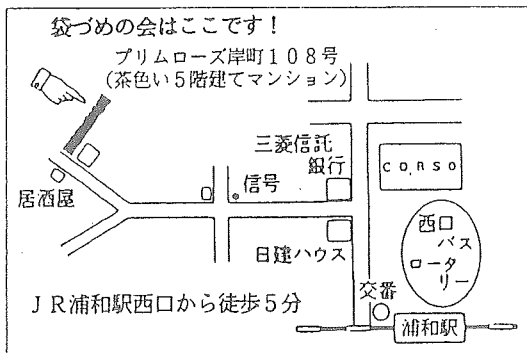 袋づめの会はここです!
プリムローズ岸町108号
(茶色い5階建てマンション)
三菱信託
銀行
CORSO
居酒屋
信号
西口
バス
ロータ
リー
日建ハウス
交番
JR浦和駅西口から徒歩5分
浦和駅